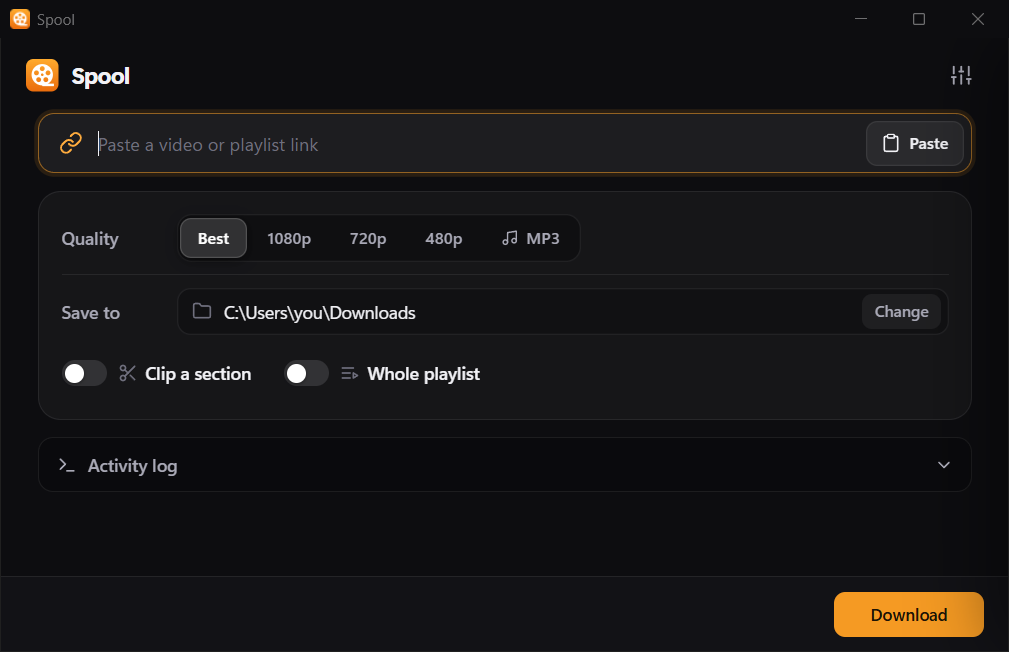 Spool
Spool
Paste a video or playlist link
Paste
Quality
Best
1080p
720p
480p
MP3
Save to
C:\Users\you\Downloads
Change
Clip a section
Whole playlist
Activity log
Download